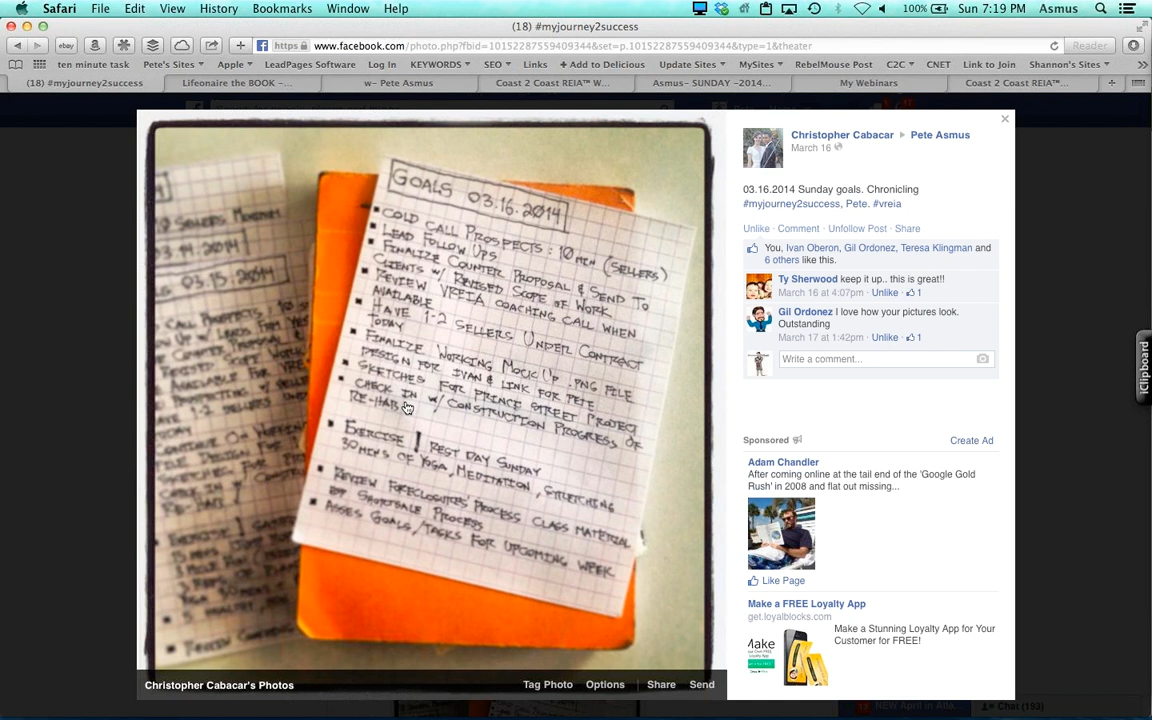 Safari File Edit View History Bookmarks Window Help 100% Sun 7:19 PM Asmus
(18) #myjourney2success
ebay https www.facebook.com/photo.php?fbid=10152287559409344&set=p.10152287559409344&type=1&theater Reader
ten minute task Pete's Sites Apple LeadPages Software Log In KEYWORDS SEO Links + Add to Delicious Update Sites MySites RebelMouse Post C2C CNET Link to Join Shannon's Sites
(18) #myjourney2success Lifeonaire the BOOK -... w- Pete Asmus Coast 2 Coast REIA™ W... Asmus- SUNDAY -2014... My Webinars Coast 2 Coast REIA™...
GOALS 03.16.2014
COLD CALL PROSPECTS : 10 MIN (SELLERS)
LEAD FOLLOW UPS
FINALIZE COUNTER PROPOSAL & SEND TO
CLIENTS W/ REVISED SCOPE OF WORK
REVIEW VREIA COACHING CALL WHEN
AVAILABLE
HAVE 1-2 SELLERS UNDER CONTRACT
TODAY
FINALIZE WORKING MOCK UP .PNG FILE
DESIGN FOR IVAN & LINK FOR PETE
SKETCHES FOR PRINCE STREET PROJECT
CHECK IN W/ CONSTRUCTION PROGRESS, OF
RE-HAB
EXERCISE | REST DAY SUNDAY
30 MIN'S OF YOGA, MEDITATION, STRETCHING
REVIEW FORECLOSURES' PROCESS CLASS MATERIAL
SHORTSALE PROCESS
ASSES GOALS/TASKS FOR UPCOMING WEEK
Christopher Cabacar's Photos Tag Photo Options Share Send
Christopher Cabacar Pete Asmus
March 16
03.16.2014 Sunday goals. Chronicling
#myjourney2success, Pete. #vreia
Unlike · Comment · Unfollow Post · Share
You, Ivan Oberon, Gil Ordonez, Teresa Klingman and
6 others like this.
Ty Sherwood keep it up.. this is great!!
March 16 at 4:07pm · Unlike · 1
Gil Ordonez I love how your pictures look.
Outstanding
March 17 at 1:42pm · Unlike · 1
Write a comment...
Sponsored Create Ad
Adam Chandler
After coming online at the tail end of the 'Google Gold
Rush' in 2008 and flat out missing...
Like Page
Make a FREE Loyalty App
get.loyalblocks.com
Make a Stunning Loyalty App for Your
Customer for FREE!
Make
iClipboard
NEW April in Atla... Chat (193)